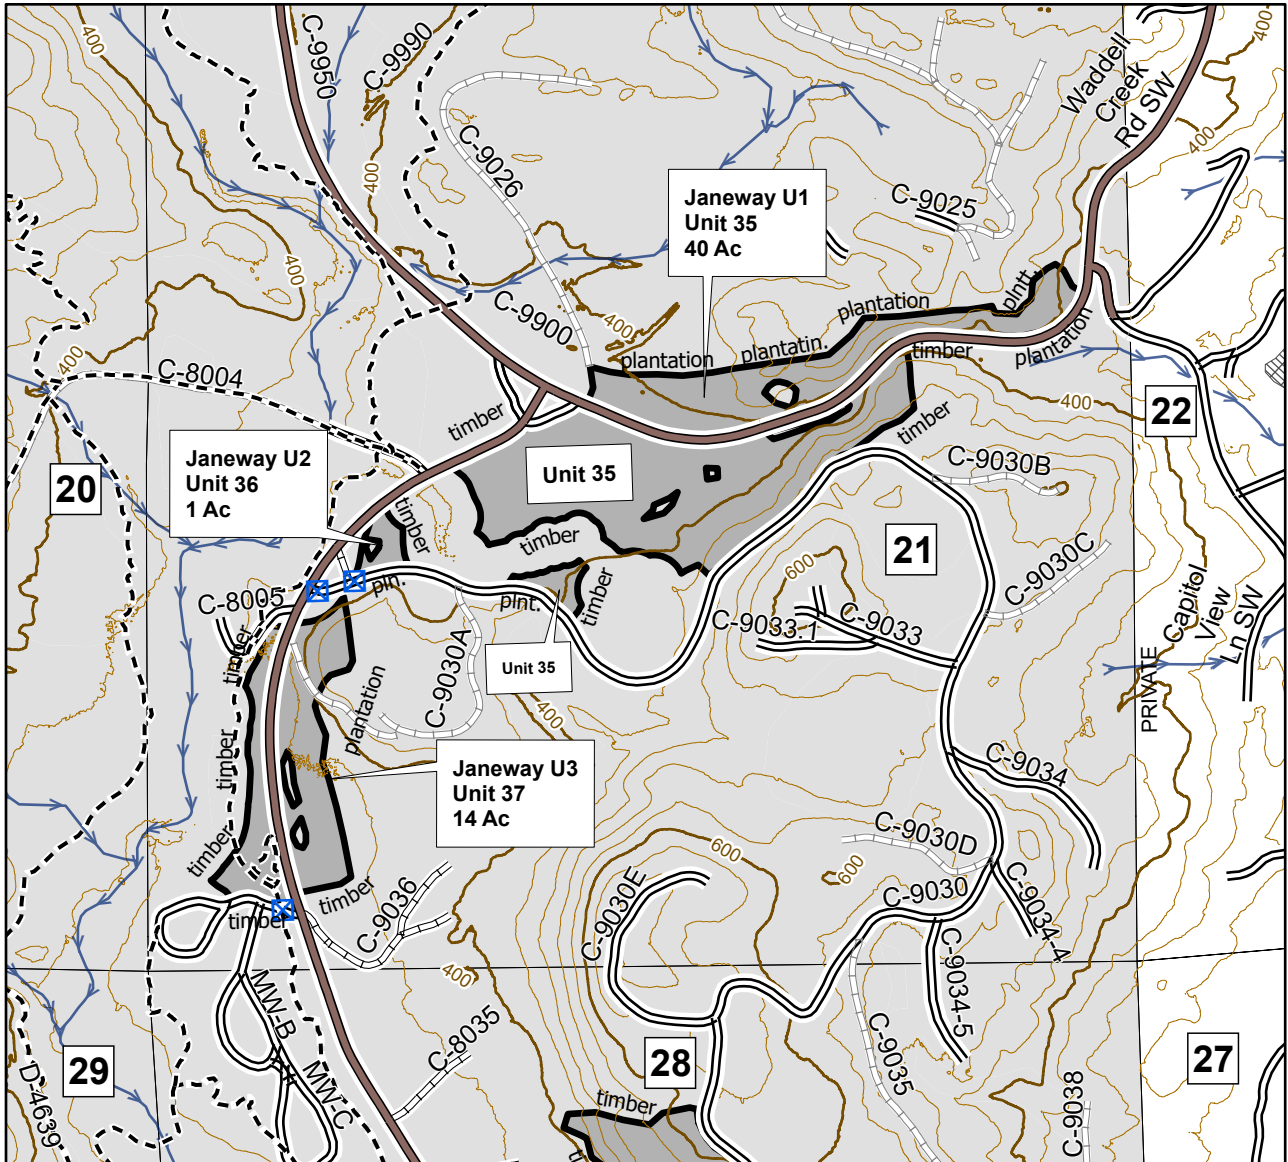 400
C-9950
C-9990
400
Waddell
Creek
Rd SW
400
C-9026
400
C-9025
Janeway U1
Unit 35
40 Ac
400
C-9900
400
plantation
plntt.
plantation
plantatin.
timber
plantation
400
C-8004
timber
400
22
timber
Janeway U2
Unit 36
1 Ac
20
Unit 35
C-9030B
timber
timber
21
600
C-9030C
C-8005
pln.
plnt.
timber
C-9033.1
C-9033
Capitol
View
Ln SW
timber
C-9030A
Unit 35
PRIVATE
plantation
400
timber
Janeway U3
Unit 37
14 Ac
C-9034
timber
600
C-9030D
600
timber
C-9036
C-9030E
C-9030
C-9034-4
timber
400
C-9034-5
MW-B
C-8035
C-9035
29
28
27
MW-C
D-4639
timber
C-9038